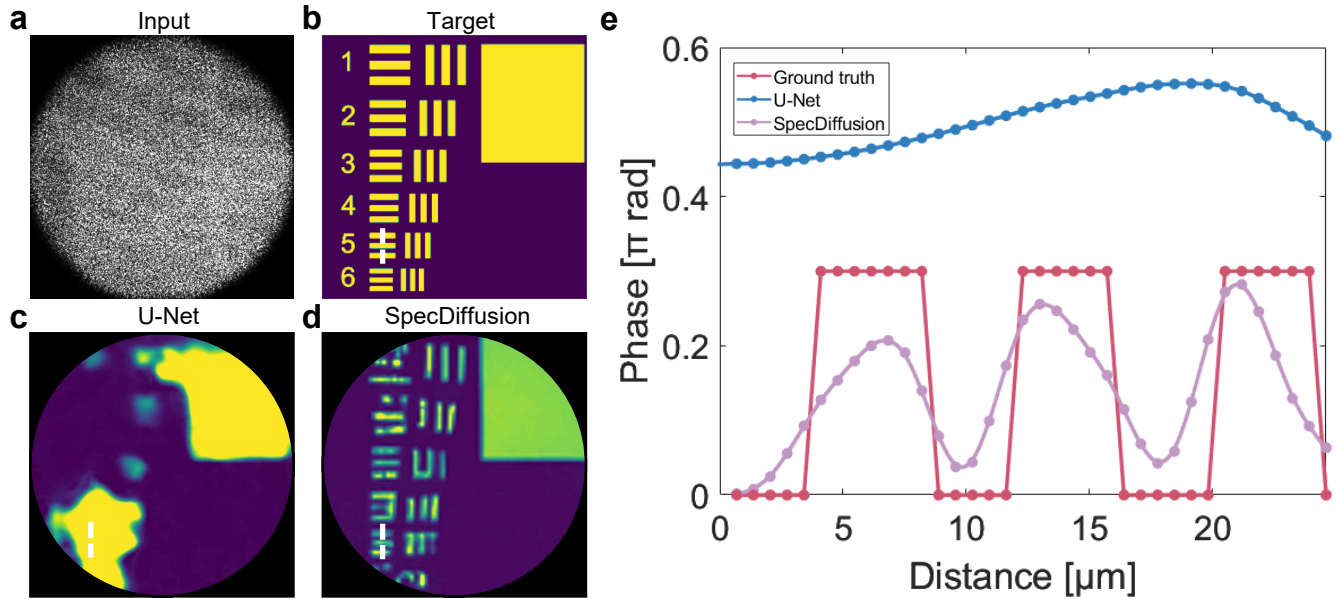 a Input
b Target
1
2
3
4
5
6
c U-Net
d SpecDiffusion
e
0.6
0.4
0.2
0
Phase [π rad]
Ground truth
U-Net
SpecDiffusion
0 5 10 15 20
Distance [μm]